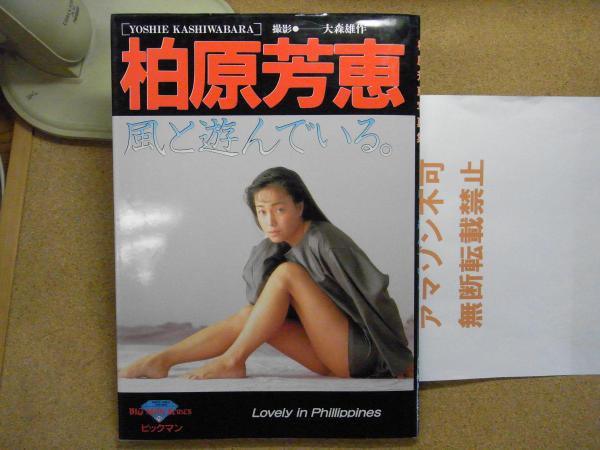 [YOSHIE KASHIWABARA]
撮影● 大森雄作
柏原芳恵
風と遊んでいる。
Lovely in Phillippines
ビックマン
アマゾン不可
無断転載禁止